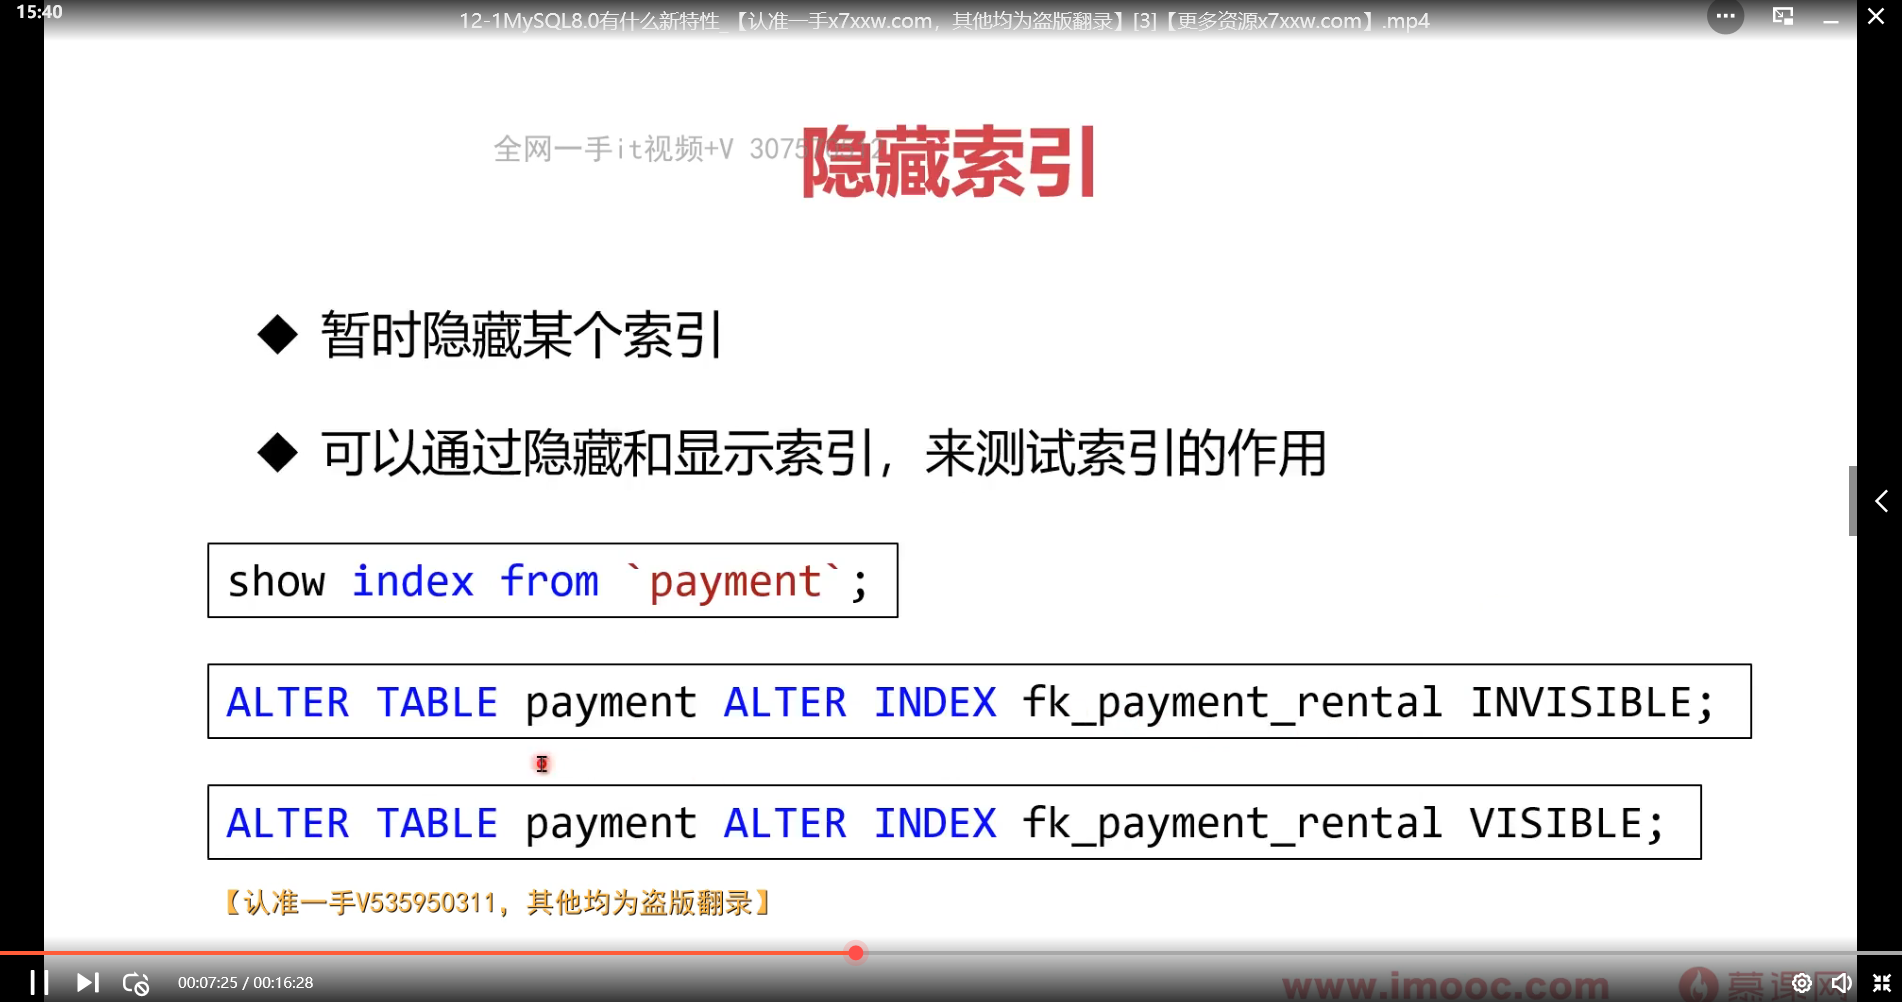 15:40
12-1MySQL8.0有什么新特性_【认准一手x7xxw.com，其他均为盗版翻录】[3]【更多资源x7xxw.com】.mp4
全网一手it视频+V
隐藏索引
◆ 暂时隐藏某个索引
◆ 可以通过隐藏和显示索引，来测试索引的作用
show index from `payment`;
ALTER TABLE payment ALTER INDEX fk_payment_rental INVISIBLE;
ALTER TABLE payment ALTER INDEX fk_payment_rental VISIBLE;
【认准一手V535950311，其他均为盗版翻录】
00:07:25 / 00:16:28
www.imooc.com